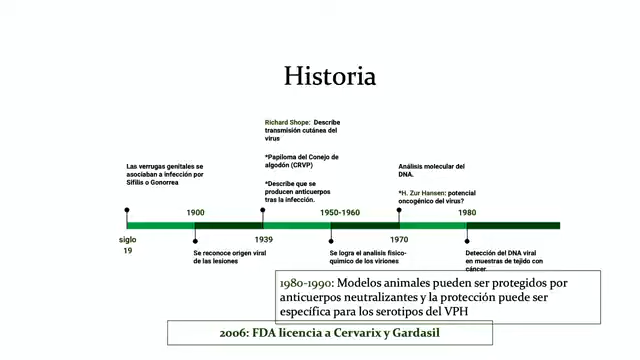 Historia
Richard Shope: Describe
transmisión cutánea del
virus
*Papiloma del Conejo de
algodón (CRVP)
*Describe que se
producen anticuerpos
tras la infección.
Las verrugas genitales se
asociaban a infección por
Sífilis o Gonorrea
Análisis molecular del
DNA.
*H. Zur Hansen: potencial
oncogénico del virus?
1900
1950-1960
1980
siglo
19
1939
1970
Se reconoce origen viral
de las lesiones
Se logra el analisis fisico-
quimico de los viriones
Detección del DNA viral
en muestras de tejido con
cáncer
1980-1990: Modelos animales pueden ser protegidos por
anticuerpos neutralizantes y la protección puede ser
específica para los serotipos del VPH
2006: FDA licencia a Cervarix y Gardasil